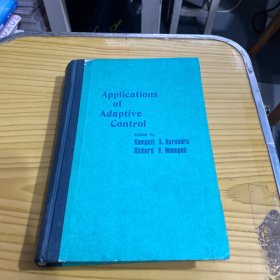 Applications
of
Adaptive
Control
Edited by
Kumpati S. Narendra
Richard V. Monopoli